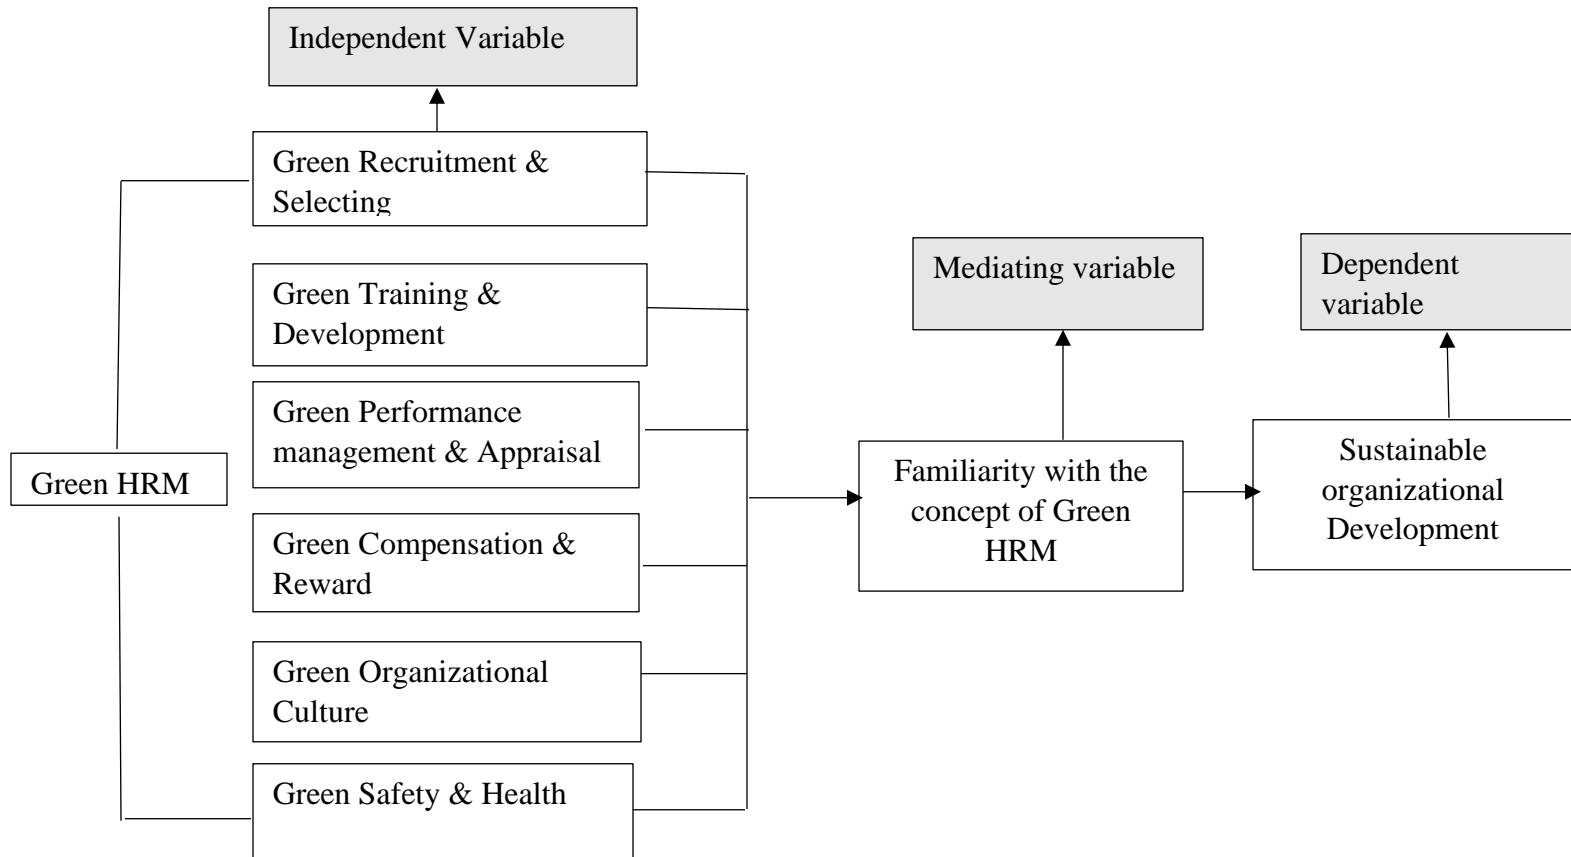 Independent Variable
Green Recruitment &
Selecting
Green Training &
Development
Green Performance
management & Appraisal
Green HRM
Green Compensation &
Reward
Green Organizational
Culture
Green Safety & Health
Mediating variable
Familiarity with the
concept of Green
HRM
Dependent
variable
Sustainable
organizational
Development